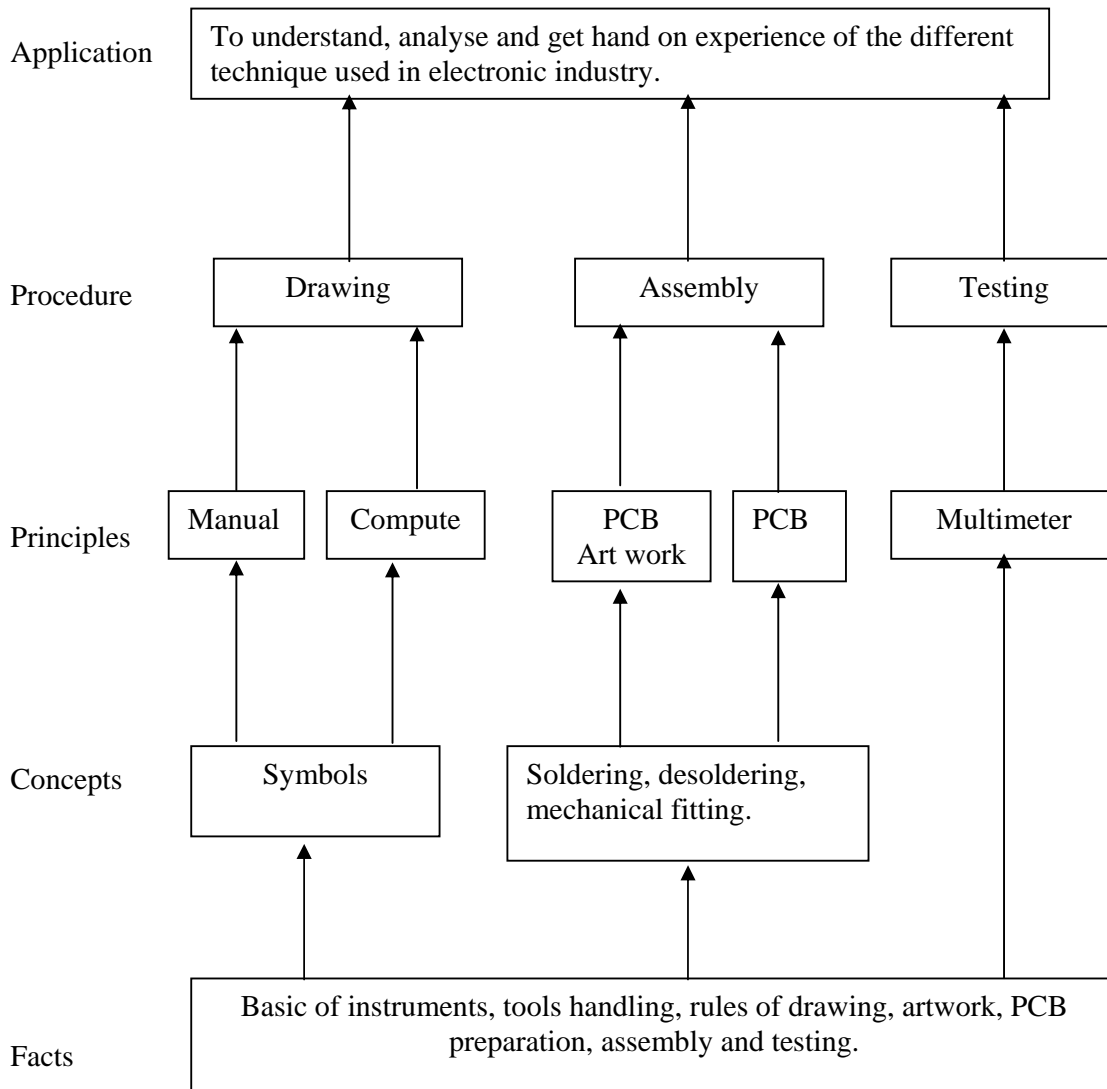 Application
To understand, analyse and get hand on experience of the different
technique used in electronic industry.
Procedure
Drawing
Assembly
Testing
Principles
Manual
Compute
PCB
Art work
PCB
Multimeter
Concepts
Symbols
Soldering, desoldering,
mechanical fitting.
Facts
Basic of instruments, tools handling, rules of drawing, artwork, PCB
preparation, assembly and testing.